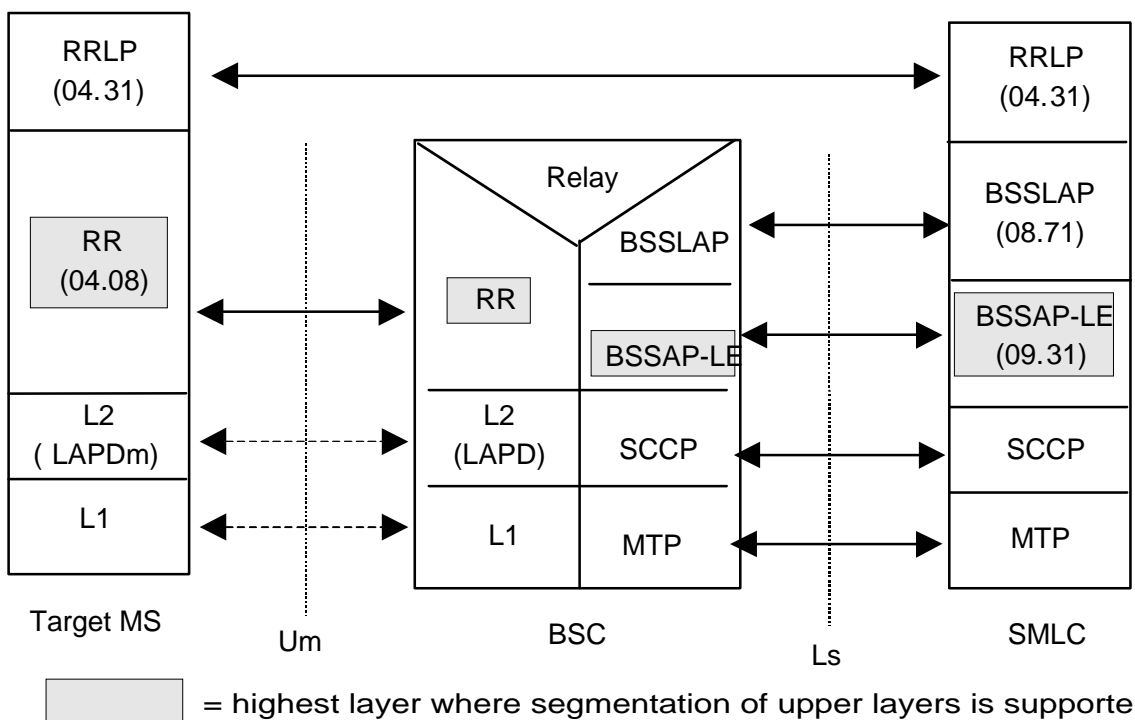 RRLP
(04.31)
RRLP
(04.31)
Relay
BSSLAP
BSSLAP
(08.71)
RR
(04.08)
RR
BSSAP-LE
BSSAP-LE
(09.31)
L2
( LAPDm)
L2
(LAPD)
SCCP
SCCP
L1
L1
MTP
MTP
Target MS
Um
BSC
Ls
SMLC
= highest layer where segmentation of upper layers is supporte